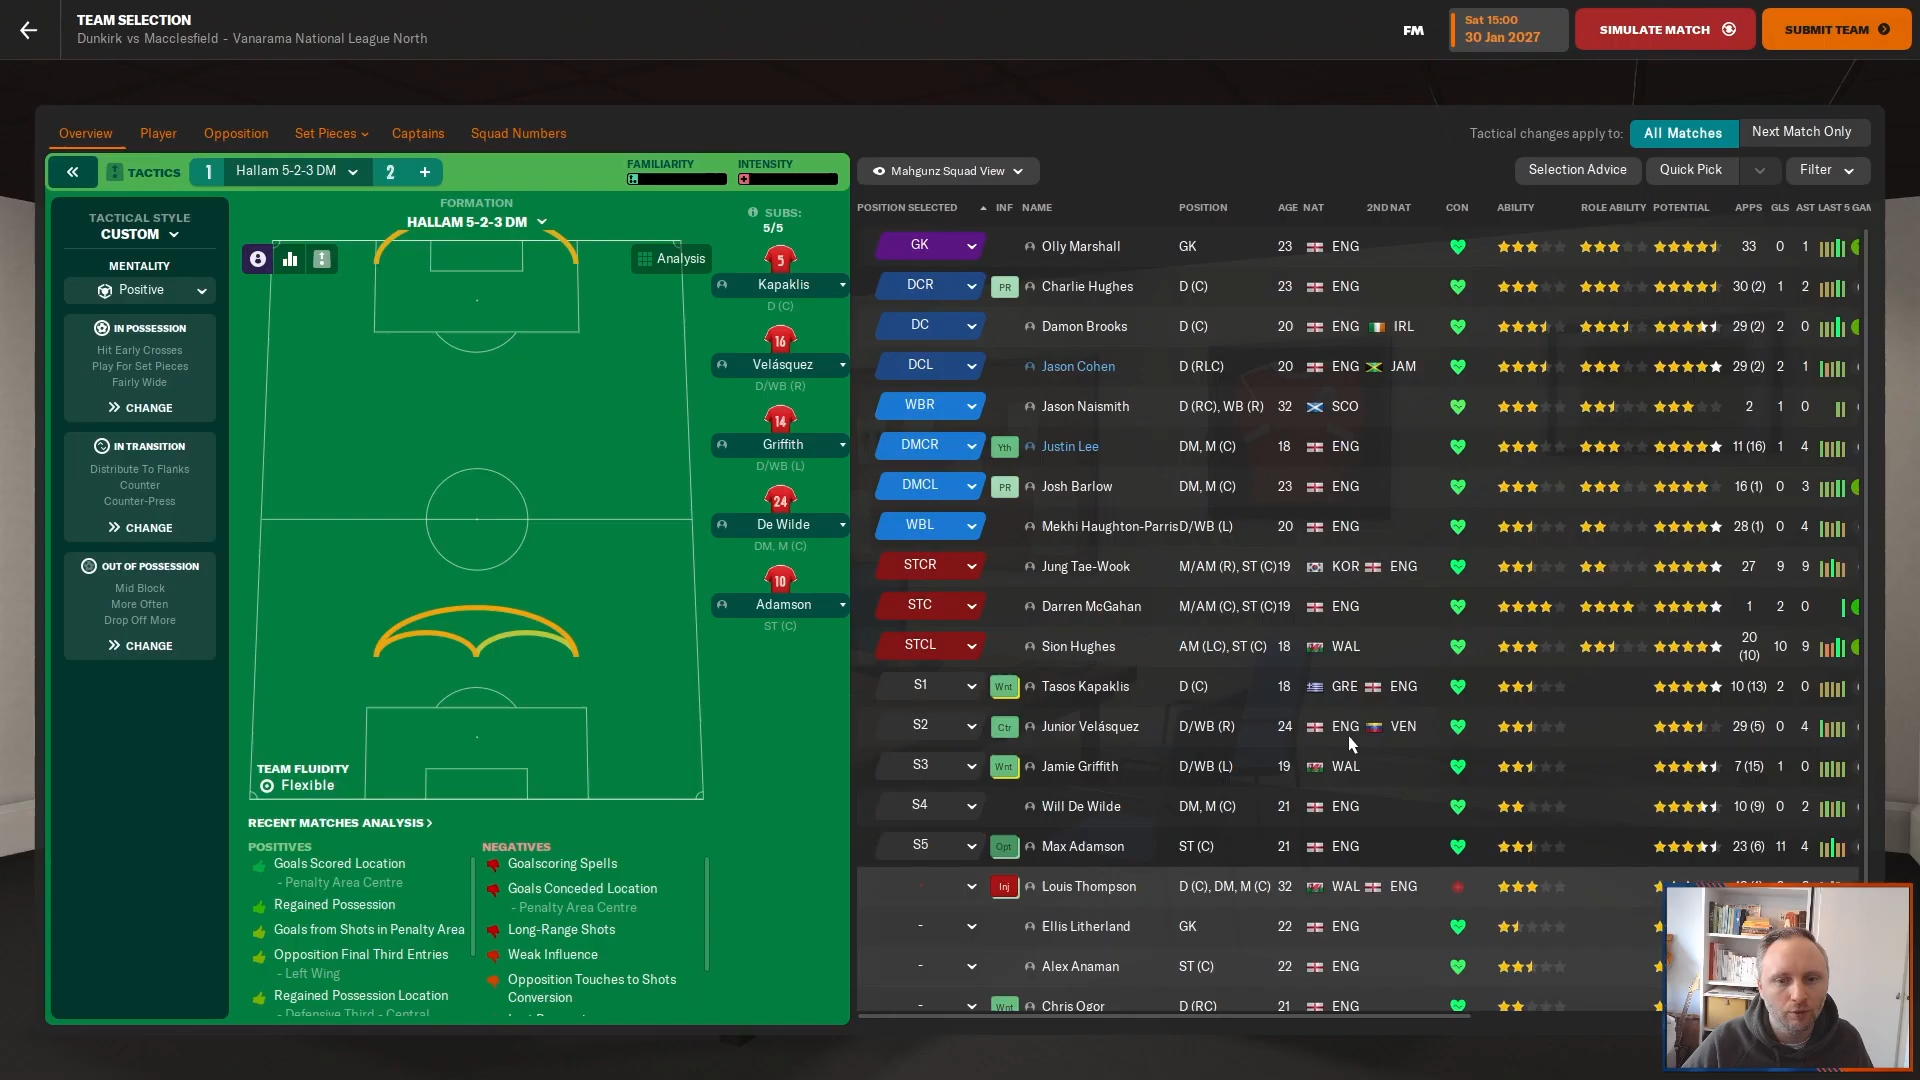 TEAM SELECTION
Dunkirk vs Macclesfield - Vanarama National League North
FM
Sat 15:00
30 Jan 2027
SIMULATE MATCH
SUBMIT TEAM
Overview Player Opposition Set Pieces Captains Squad Numbers
Tactical changes apply to: All Matches Next Match Only
TACTICS 1 Hallam 5-2-3 DM 2 +
FAMILIARITY INTENSITY
Mahgunz Squad View
Selection Advice Quick Pick Filter
TACTICAL STYLE
CUSTOM
MENTALITY
Positive
IN POSSESSION
Hit Early Crosses
Play For Set Pieces
Fairly Wide
CHANGE
IN TRANSITION
Distribute To Flanks
Counter
Counter-Press
CHANGE
OUT OF POSSESSION
Mid Block
More Often
Drop Off More
CHANGE
FORMATION
HALLAM 5-2-3 DM
Analysis
SUBS:
5/5
5
Kapaklis
D (C)
16
Velásquez
D/WB (R)
14
Griffith
D/WB (L)
24
De Wilde
DM, M (C)
10
Adamson
ST (C)
TEAM FLUIDITY
Flexible
RECENT MATCHES ANALYSIS
POSITIVES
Goals Scored Location
- Penalty Area Centre
Regained Possession
Goals from Shots in Penalty Area
Opposition Final Third Entries
- Left Wing
Regained Possession Location
- Defensive Third - Central
NEGATIVES
Goalscoring Spells
Goals Conceded Location
- Penalty Area Centre
Long-Range Shots
Weak Influence
Opposition Touches to Shots
Conversion
POSITION SELECTED INF NAME POSITION AGE NAT 2ND NAT CON ABILITY ROLE ABILITY POTENTIAL APPS GLS AST LAST 5 GAM
GK Olly Marshall GK 23 ENG 33 0 1
DCR PR Charlie Hughes D (C) 23 ENG 30 (2) 1 2
DC Damon Brooks D (C) 20 ENG IRL 29 (2) 2 0
DCL Jason Cohen D (RLC) 20 ENG JAM 29 (2) 2 1
WBR Jason Naismith D (RC), WB (R) 32 SCO 2 1 0
DMCR Yth Justin Lee DM, M (C) 18 ENG 11 (16) 1 4
DMCL PR Josh Barlow DM, M (C) 23 ENG 16 (1) 0 3
WBL Mekhi Haughton-Parris D/WB (L) 20 ENG 28 (1) 0 4
STCR Jung Tae-Wook M/AM (R), ST (C) 19 KOR ENG 27 9 9
STC Darren McGahan M/AM (C), ST (C) 19 ENG 1 2 0
STCL Sion Hughes AM (LC), ST (C) 18 WAL 20 (10) 10 9
S1 Wnt Tasos Kapaklis D (C) 18 GRE ENG 10 (13) 2 0
S2 Ctr Junior Velásquez D/WB (R) 24 ENG VEN 29 (5) 0 4
S3 Wnt Jamie Griffith D/WB (L) 19 WAL 7 (15) 1 0
S4 Will De Wilde DM, M (C) 21 ENG 10 (9) 0 2
S5 Opt Max Adamson ST (C) 21 ENG 23 (6) 11 4
Inj Louis Thompson D (C), DM, M (C) 32 WAL ENG
- Ellis Litherland GK 22 ENG
- Alex Anaman ST (C) 22 ENG
- Wnt Chris Ogor D (RC) 21 ENG